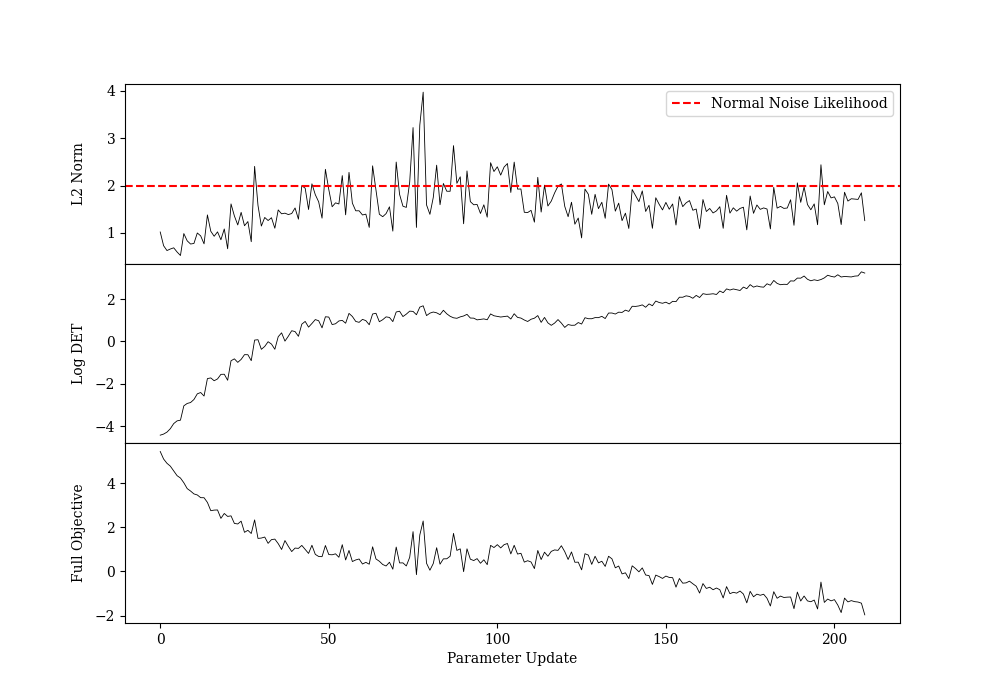 4
3
2
1
L2 Norm
Normal Noise Likelihood
2
0
−2
−4
Log DET
4
2
0
−2
Full Objective
0 50 100 150 200
Parameter Update